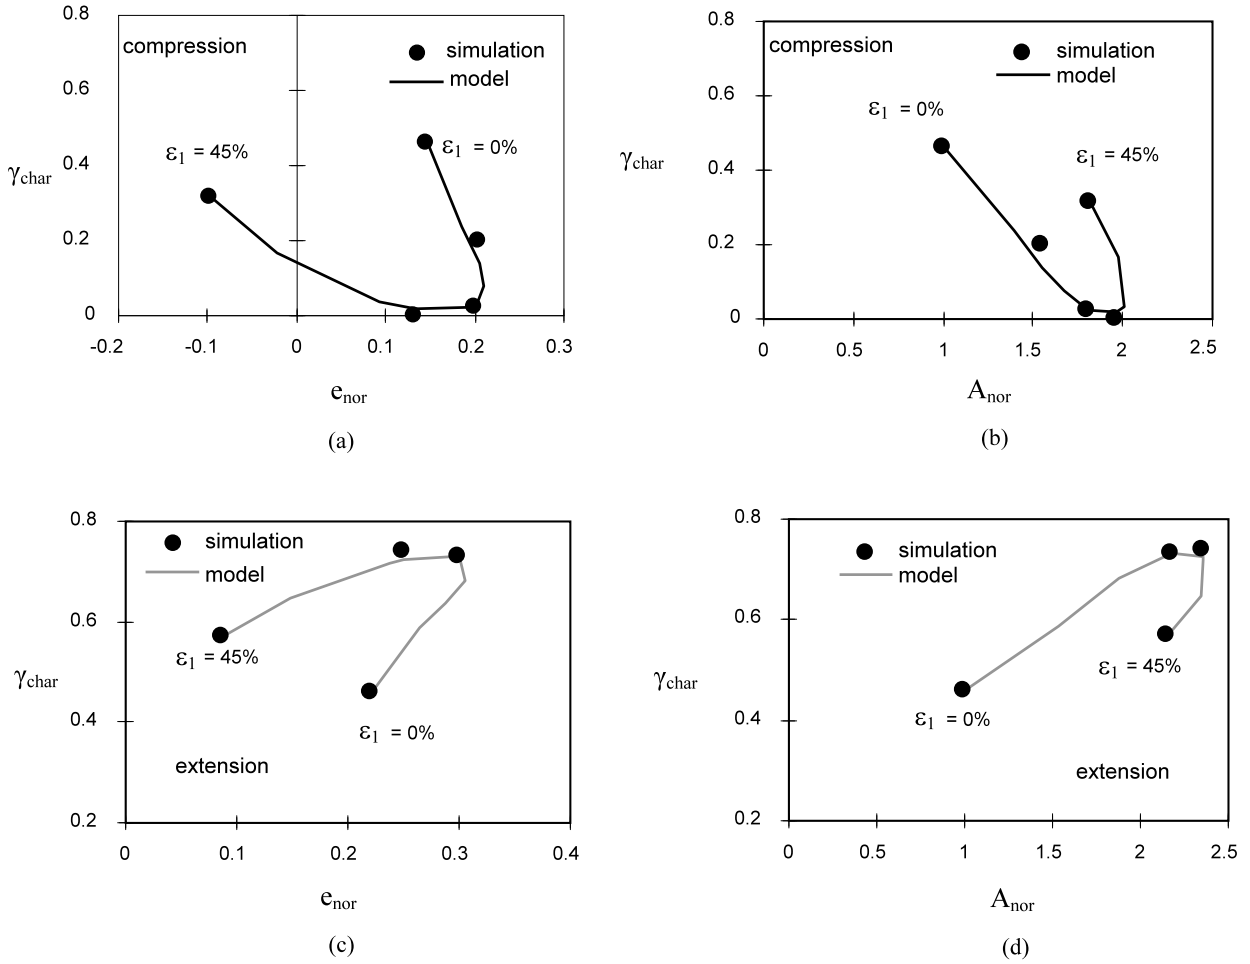 0.8
compression
simulation
model
0.6
ε1 = 45%
ε1 = 0%
γchar
0.4
0.2
0
-0.2 -0.1 0 0.1 0.2 0.3
enor
(a)
0.8
compression
simulation
model
0.6
ε1 = 0%
γchar
0.4
ε1 = 45%
0.2
0
0 0.5 1 1.5 2 2.5
Anor
(b)
0.8
simulation
model
0.6
ε1 = 45%
γchar
0.4
ε1 = 0%
extension
0.2
0 0.1 0.2 0.3 0.4
enor
(c)
0.8
simulation
model
0.6
ε1 = 45%
γchar
0.4
ε1 = 0%
extension
0.2
0 0.5 1 1.5 2 2.5
Anor
(d)